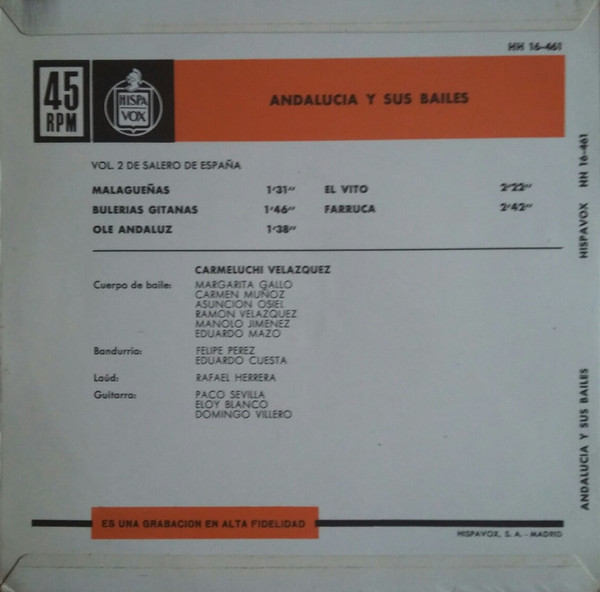 HH 16-461
45
RPM
HISPA
VOX
ANDALUCIA Y SUS BAILES
VOL. 2 DE SALERO DE ESPAÑA
MALAGUEÑAS 1'31" EL VITO 2'22"
BULERIAS GITANAS 1'46" FARRUCA 2'42"
OLE ANDALUZ 1'38"
CARMELUCHI VELAZQUEZ
Cuerpo de baile: MARGARITA GALLO
CARMEN MUÑOZ
ASUNCION OSIEL
RAMON VELAZQUEZ
MANOLO JIMENEZ
EDUARDO MAZO
Bandurria: FELIPE PEREZ
EDUARDO CUESTA
Laúd: RAFAEL HERRERA
Guitarra: PACO SEVILLA
ELOY BLANCO
DOMINGO VILLERO
ES UNA GRABACION EN ALTA FIDELIDAD
HISPAVOX, S. A. - MADRID
ANDALUCIA Y SUS BAILES HISPAVOX HH 16-461